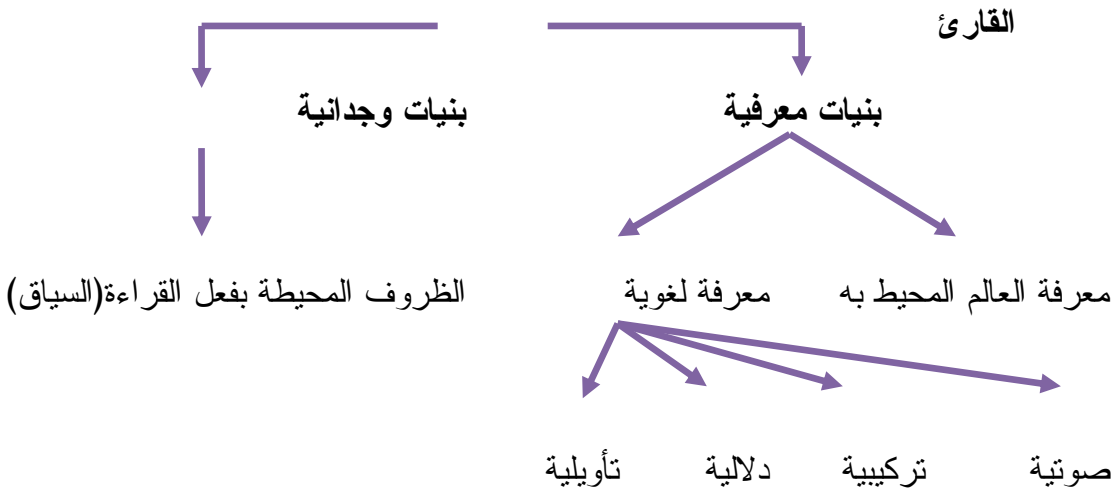 القارئ
بنيات معرفية بنيات وجدانية
معرفة العالم المحيط به معرفة لغوية الظروف المحيطة بفعل القراءة(السياق)
صوتية تركيبية دلالية تأويلية